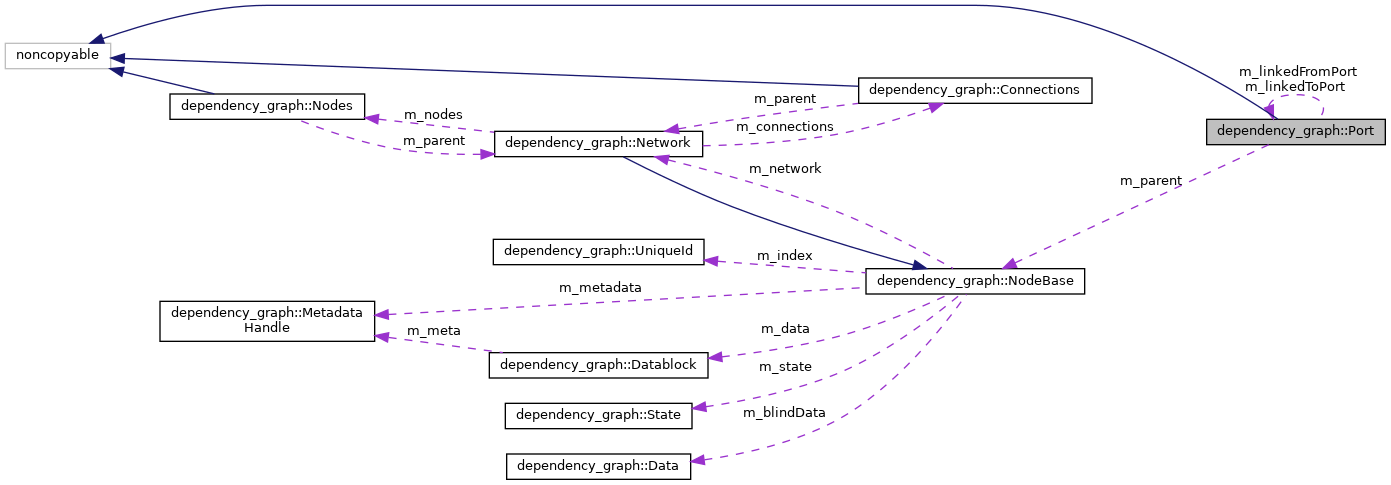 noncopyable
m_linkedFromPort
m_linkedToPort
dependency_graph::Connections
dependency_graph::Nodes
m_parent
m_nodes
m_connections
dependency_graph::Port
m_parent
dependency_graph::Network
m_network
m_parent
dependency_graph::UniqueId
m_index
dependency_graph::NodeBase
m_metadata
dependency_graph::Metadata
Handle
m_meta
m_data
dependency_graph::Datablock
m_state
dependency_graph::State
m_blindData
dependency_graph::Data